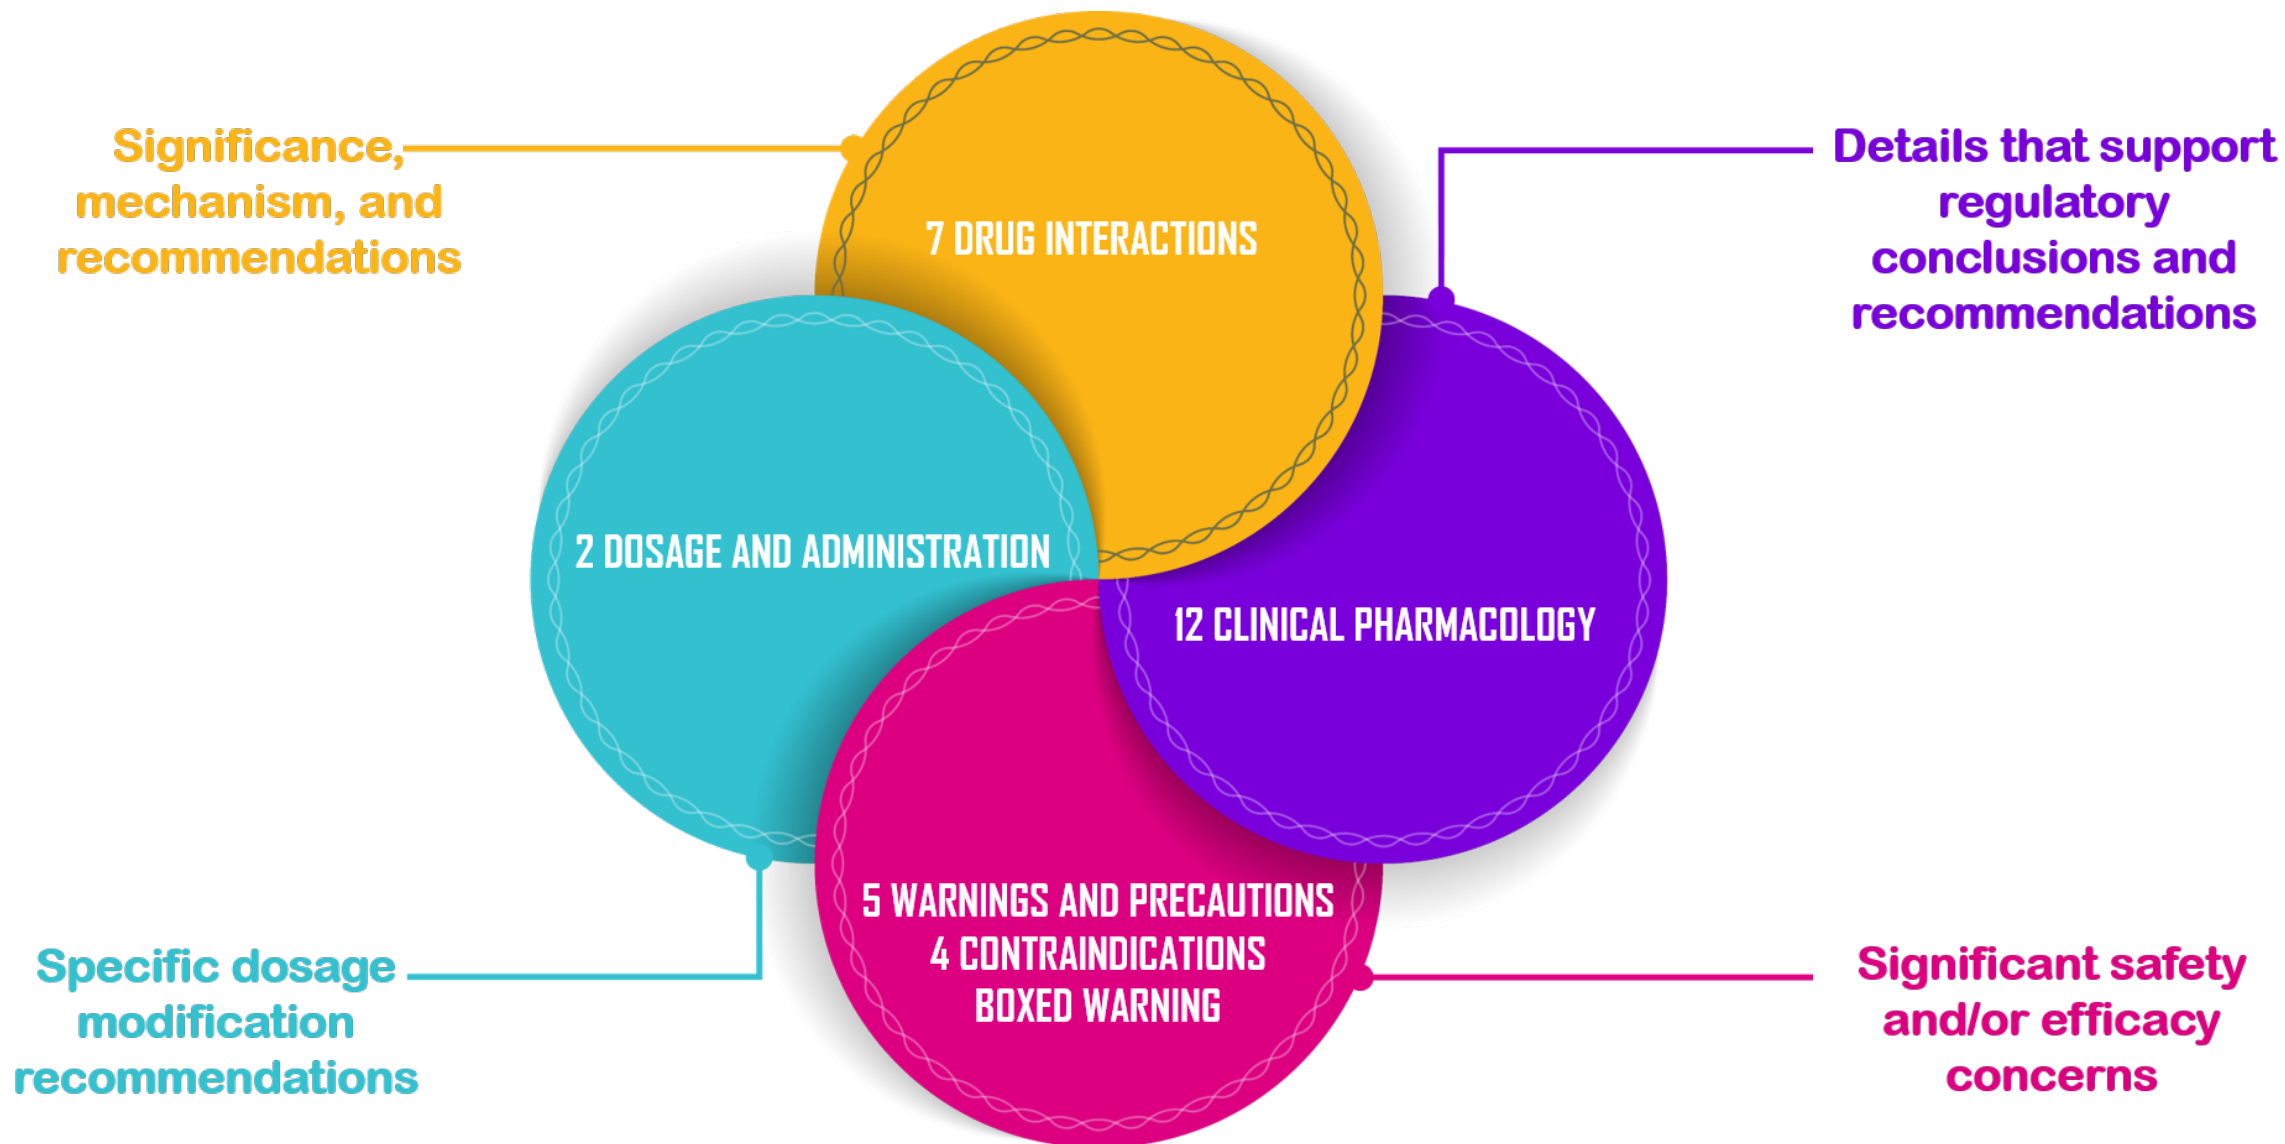 Significance,
mechanism, and
recommendations
7 DRUG INTERACTIONS
Details that support
regulatory
conclusions and
recommendations
2 DOSAGE AND ADMINISTRATION
12 CLINICAL PHARMACOLOGY
5 WARNINGS AND PRECAUTIONS
4 CONTRAINDICATIONS
BOXED WARNING
Specific dosage
modification
recommendations
Significant safety
and/or efficacy
concerns